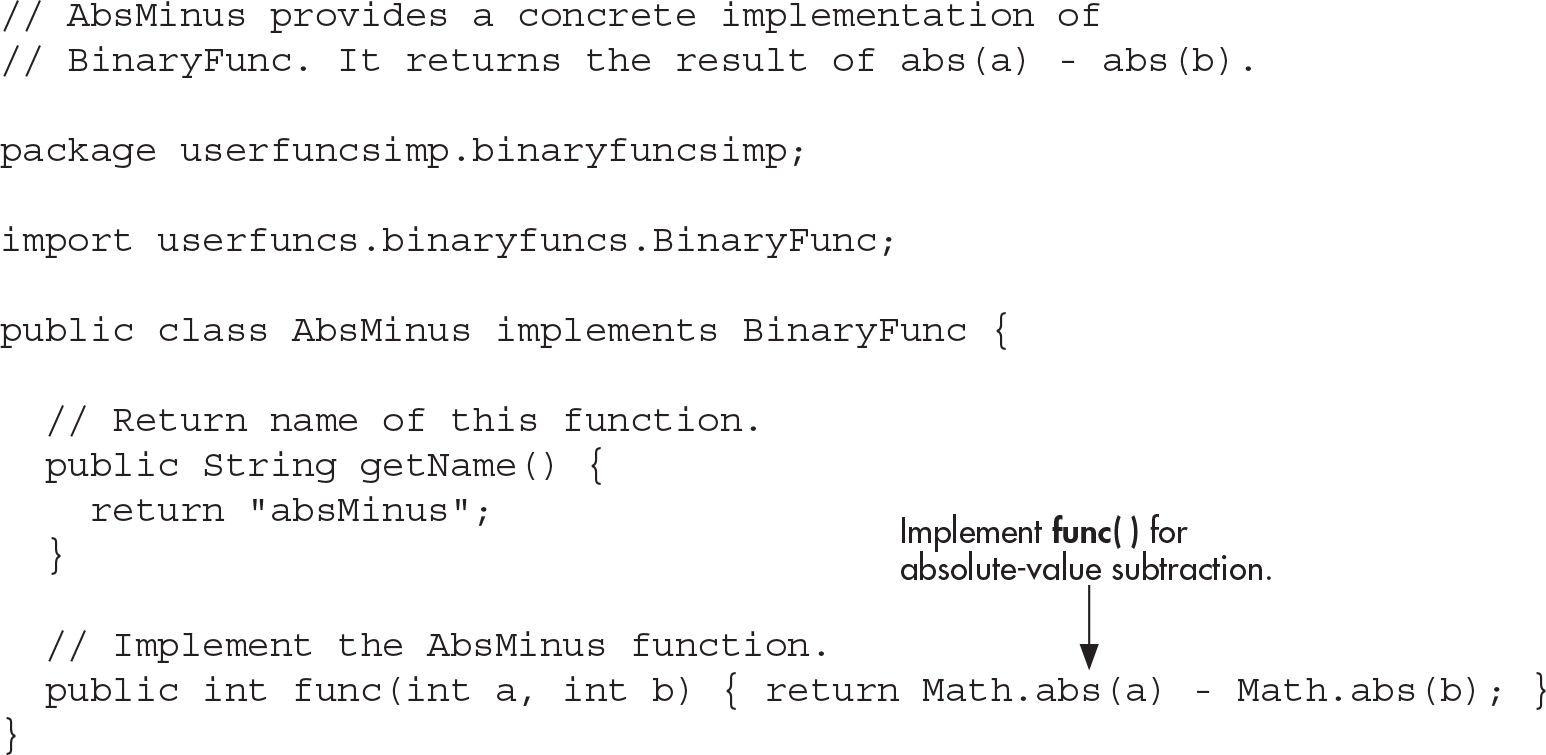 // AbsMinus provides a concrete implementation of
// BinaryFunc. It returns the result of abs(a) - abs(b).
package userfuncsimp.binaryfuncsimp;
import userfuncs.binaryfuncs.BinaryFunc;
public class AbsMinus implements BinaryFunc {
// Return name of this function.
public String getName() {
return "absMinus";
}
Implement func( ) for
absolute-value subtraction.
// Implement the AbsMinus function.
public int func(int a, int b) { return Math.abs(a) - Math.abs(b); }
}